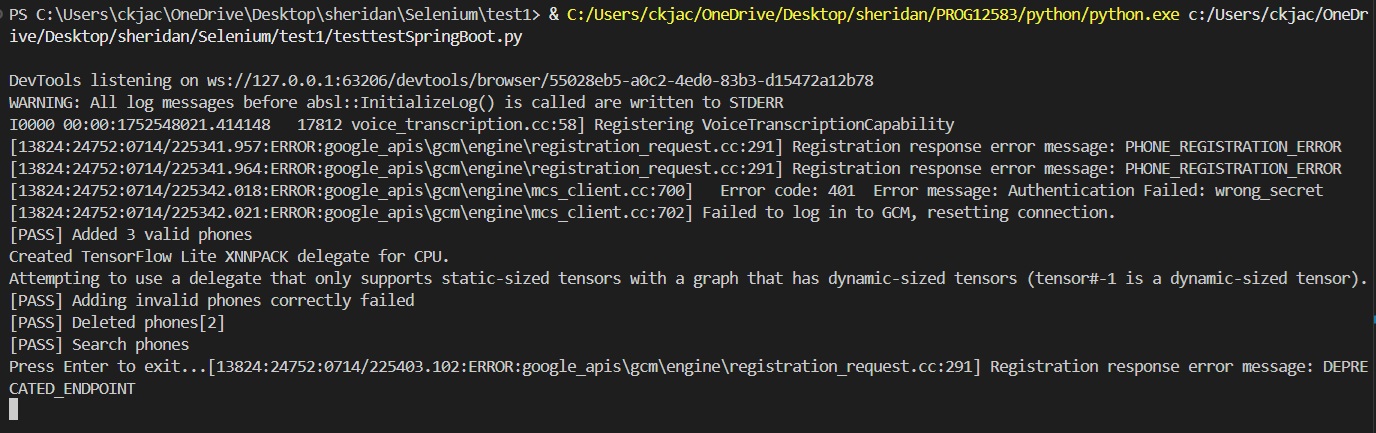 PS C:\Users\ckjac\OneDrive\Desktop\sheridan\Selenium\test1> & C:/Users/ckjac/OneDrive/Desktop/sheridan/PROG12583/python/python.exe c:/Users/ckjac/OneDr
ive/Desktop/sheridan/Selenium/test1/testtestSpringBoot.py
DevTools listening on ws://127.0.0.1:63206/devtools/browser/55028eb5-a0c2-4ed0-83b3-d15472a12b78
WARNING: All log messages before absl::InitializeLog() is called are written to STDERR
I0000 00:00:1752548021.414148   17812 voice_transcription.cc:58] Registering VoiceTranscriptionCapability
[13824:24752:0714/225341.957:ERROR:google_apis\gcm\engine\registration_request.cc:291] Registration response error message: PHONE_REGISTRATION_ERROR
[13824:24752:0714/225341.964:ERROR:google_apis\gcm\engine\registration_request.cc:291] Registration response error message: PHONE_REGISTRATION_ERROR
[13824:24752:0714/225342.018:ERROR:google_apis\gcm\engine\mcs_client.cc:700]   Error code: 401  Error message: Authentication Failed: wrong_secret
[13824:24752:0714/225342.021:ERROR:google_apis\gcm\engine\mcs_client.cc:702] Failed to log in to GCM, resetting connection.
[PASS] Added 3 valid phones
Created TensorFlow Lite XNNPACK delegate for CPU.
Attempting to use a delegate that only supports static-sized tensors with a graph that has dynamic-sized tensors (tensor#-1 is a dynamic-sized tensor).
[PASS] Adding invalid phones correctly failed
[PASS] Deleted phones[2]
[PASS] Search phones
Press Enter to exit...[13824:24752:0714/225403.102:ERROR:google_apis\gcm\engine\registration_request.cc:291] Registration response error message: DEPRE
CATED_ENDPOINT